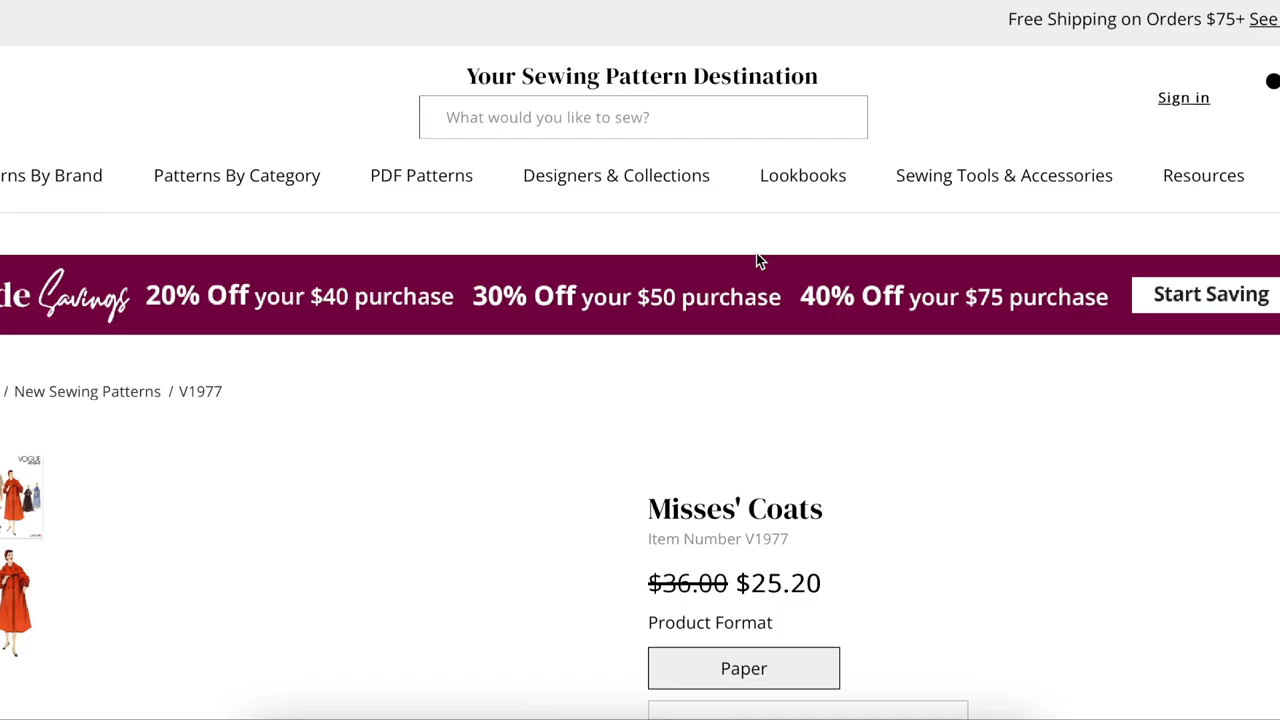 Free Shipping on Orders $75+ See
Your Sewing Pattern Destination
What would you like to sew?
Sign in
rns By Brand
Patterns By Category
PDF Patterns
Designers & Collections
Lookbooks
Sewing Tools & Accessories
Resources
de Savings 20% Off your $40 purchase 30% Off your $50 purchase 40% Off your $75 purchase Start Saving
/ New Sewing Patterns / V1977
VOGUE
Misses' Coats
Item Number V1977
$36.00 $25.20
Product Format
Paper